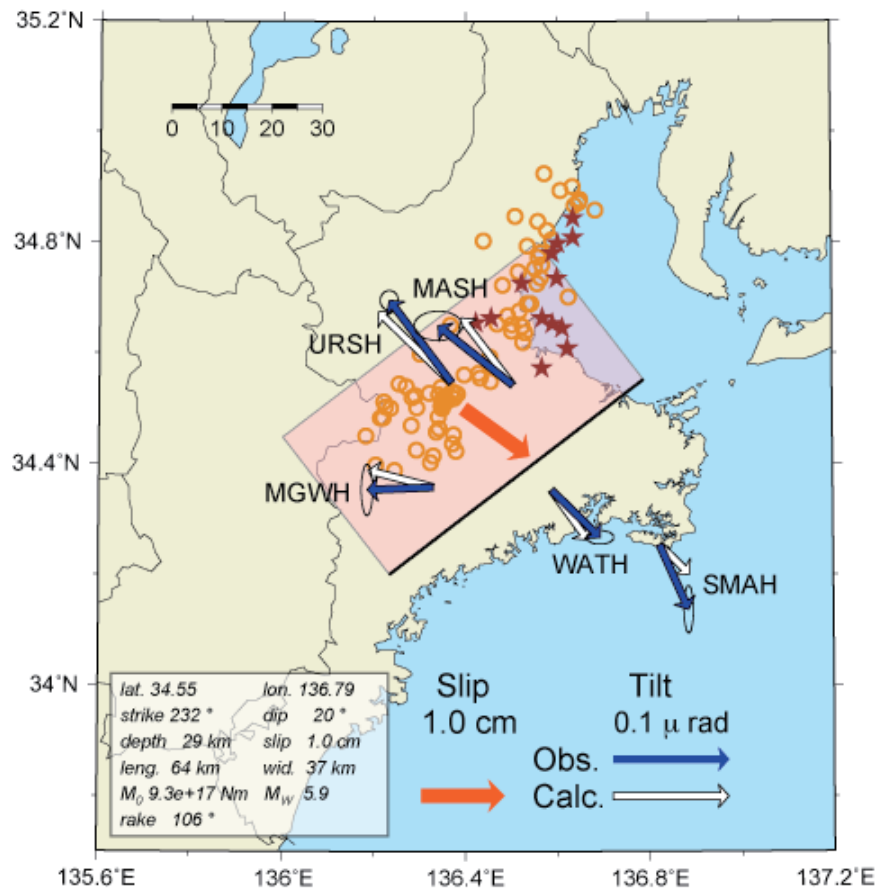 35.2˚N
0 10 20 30
34.8˚N
MASH
URSH
34.4˚N
MGWH
WATH
SMAH
34˚N
lat. 34.55 lon. 136.79
strike 232 ° dip 20 °
depth 29 km slip 1.0 cm
leng. 64 km wid. 37 km
M0 9.3e+17 Nm MW 5.9
rake 106 °
Slip Tilt
1.0 cm 0.1 μ rad
Obs.
Calc.
135.6˚E 136˚E 136.4˚E 136.8˚E 137.2˚E